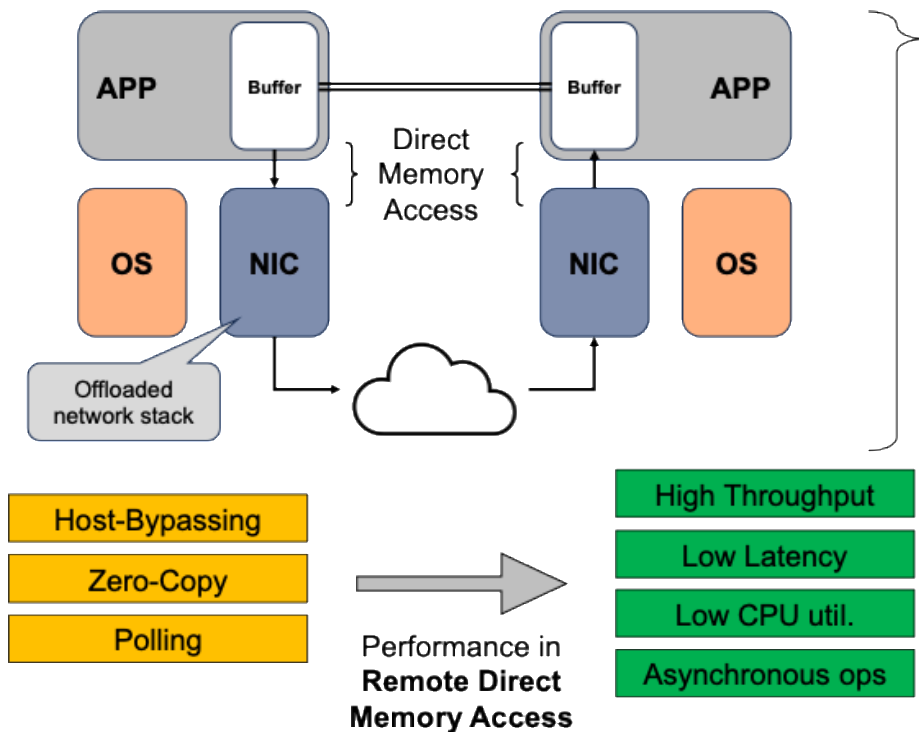 APP
Buffer
Buffer
APP
Direct
Memory
Access
OS
NIC
NIC
OS
Offloaded
network stack
Host-Bypassing
Zero-Copy
Polling
Performance in
Remote Direct
Memory Access
High Throughput
Low Latency
Low CPU util.
Asynchronous ops